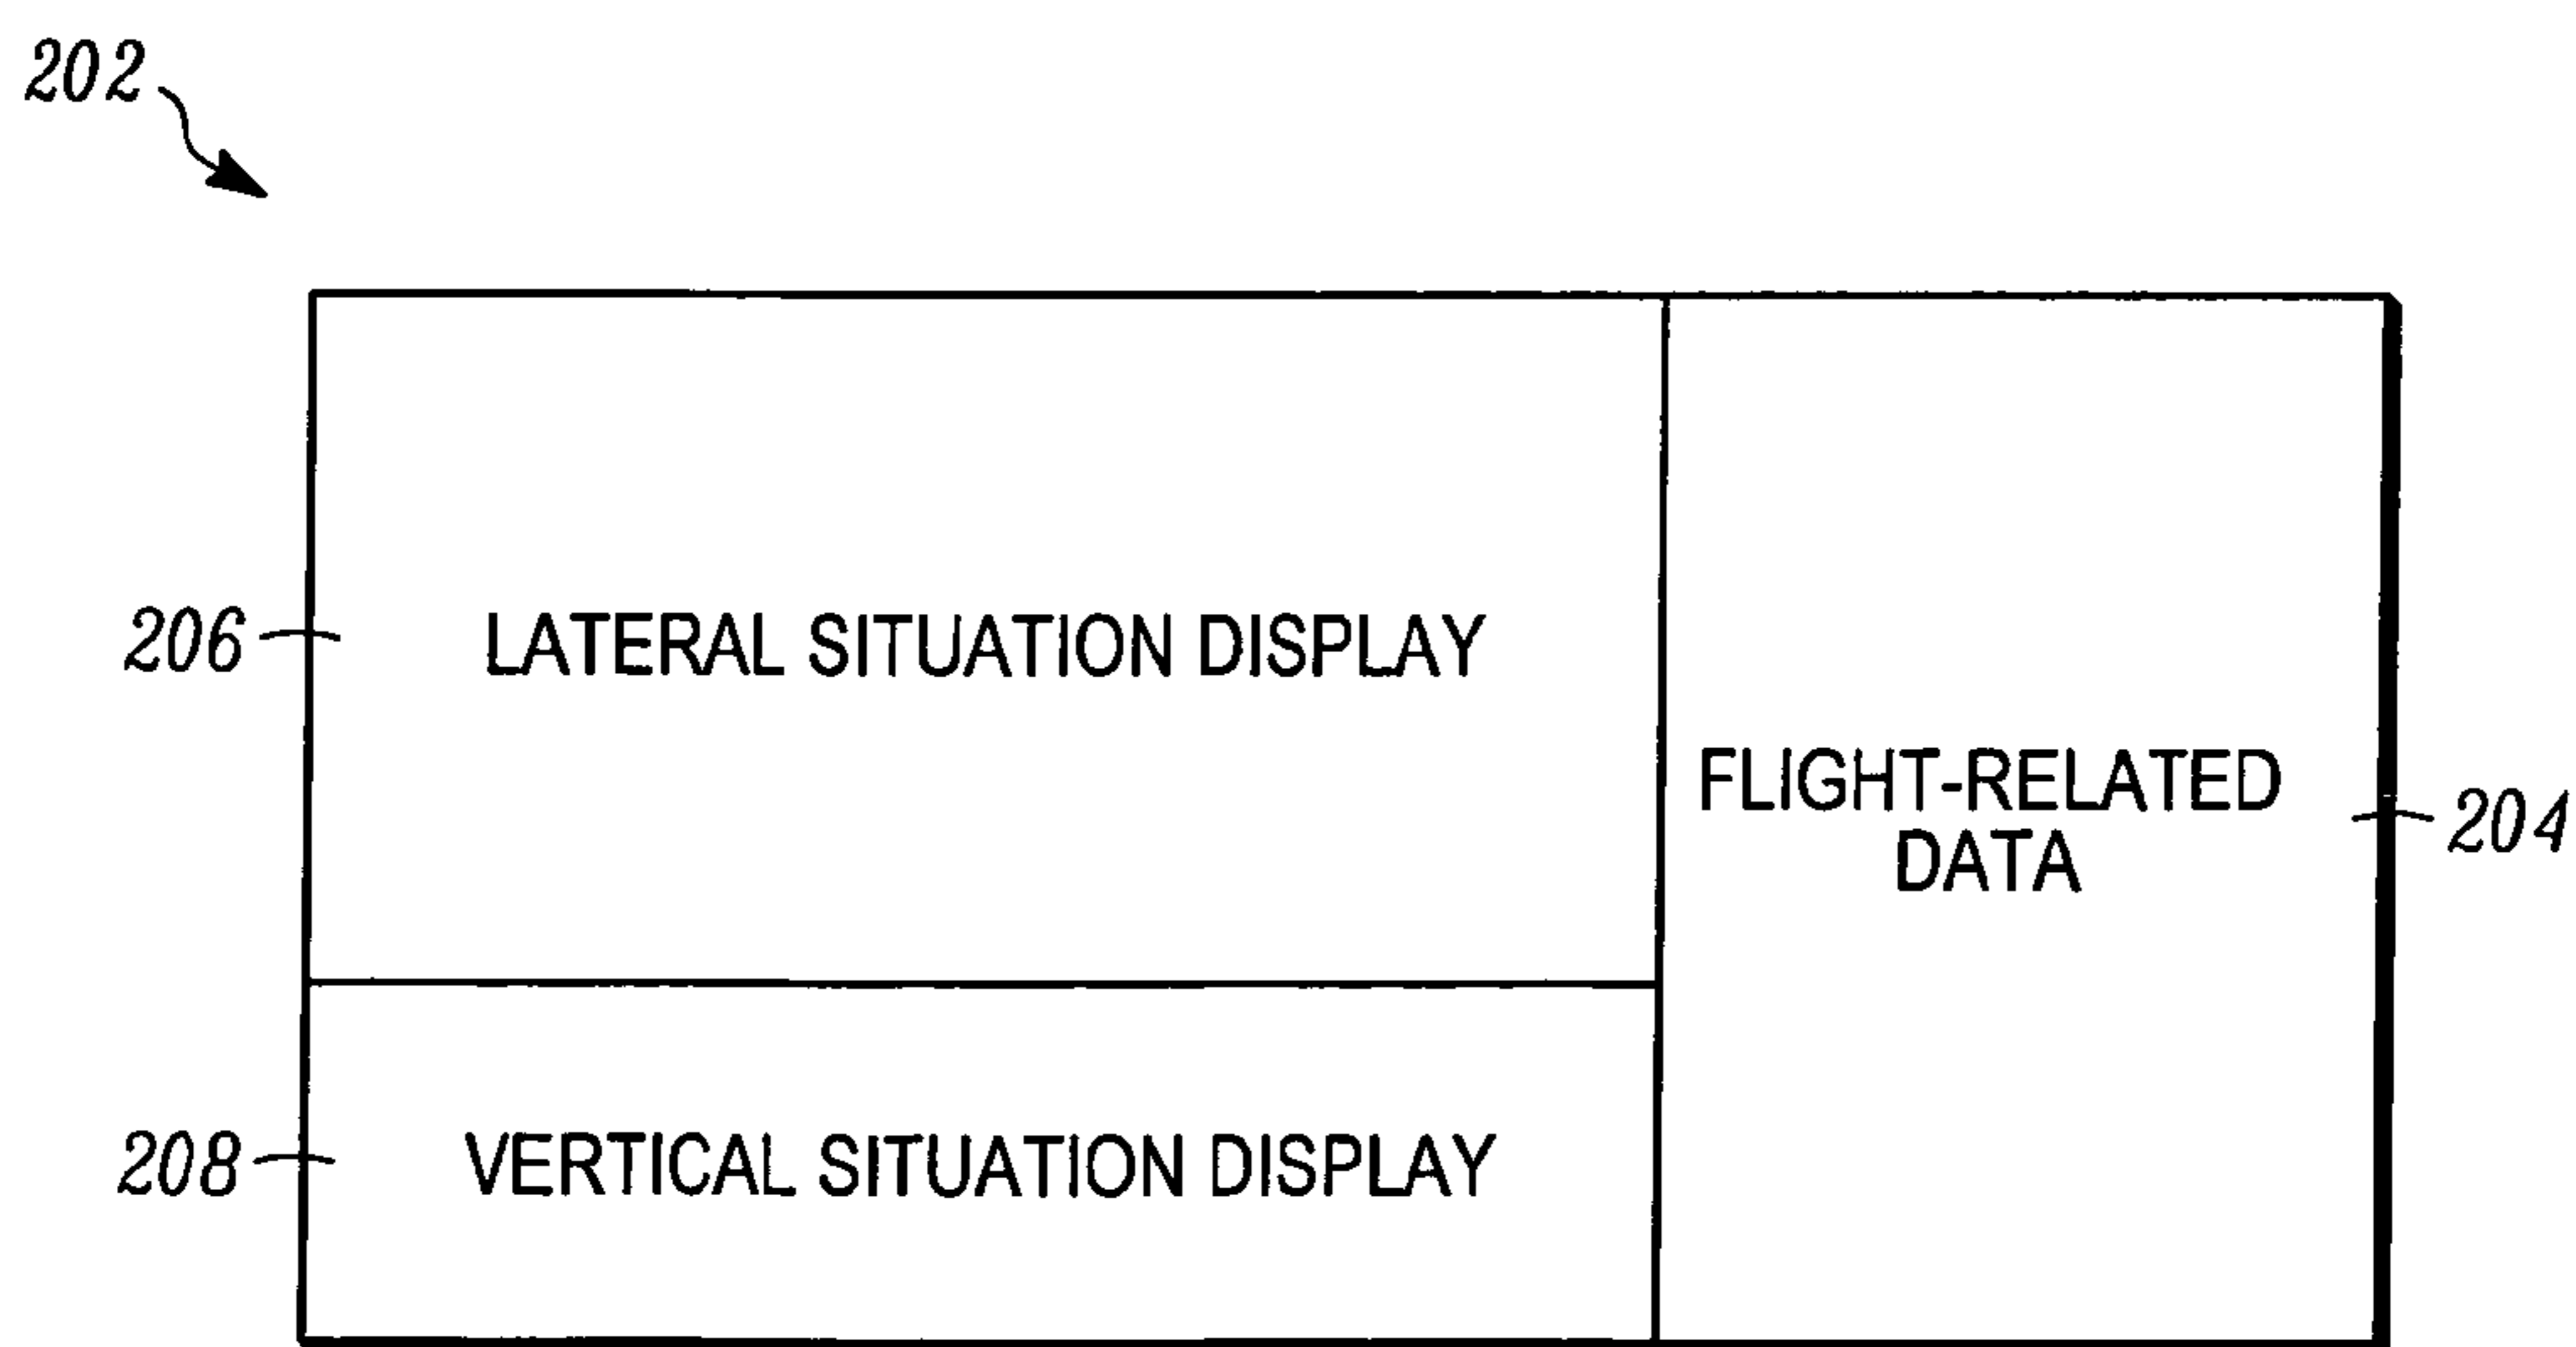 202
206
LATERAL SITUATION DISPLAY
FLIGHT-RELATED
DATA
204
208
VERTICAL SITUATION DISPLAY